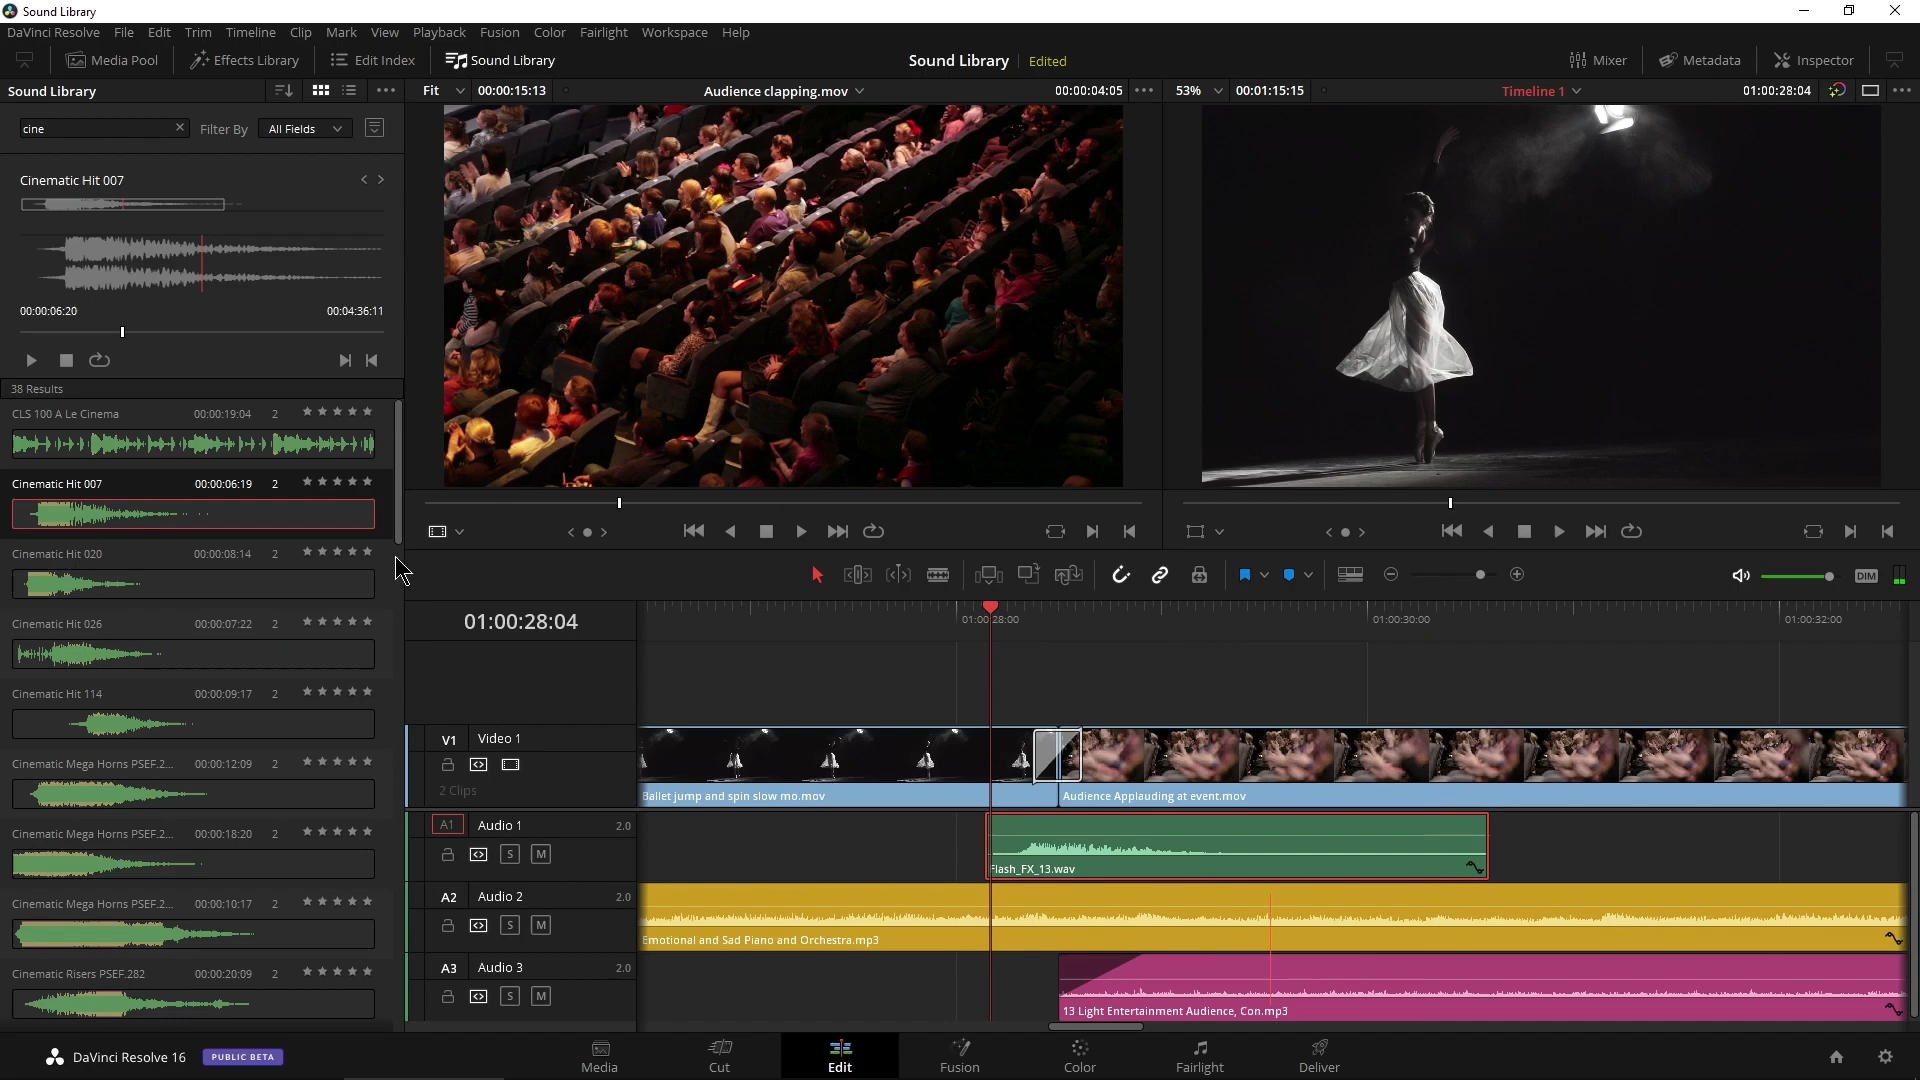 Sound Library
DaVinci Resolve File Edit Trim Timeline Clip Mark View Playback Fusion Color Fairlight Workspace Help
Media Pool Effects Library Edit Index Sound Library Sound Library Edited Mixer Metadata Inspector
Sound Library Fit 00:00:15:13 Audience clapping.mov 00:00:04:05 53% 00:01:15:15 Timeline 1 01:00:28:04
cine Filter By All Fields
Cinematic Hit 007
00:00:06:20 00:04:36:11
38 Results
CLS 100 A Le Cinema 00:00:19:04 2
Cinematic Hit 007 00:00:06:19 2
Cinematic Hit 020 00:00:08:14 2
Cinematic Hit 026 00:00:07:22 2
Cinematic Hit 114 00:00:09:17 2
Cinematic Mega Horns PSEF.2... 00:00:12:09 2
Cinematic Mega Horns PSEF.2... 00:00:18:20 2
Cinematic Mega Horns PSEF.2... 00:00:10:17 2
Cinematic Risers PSEF.282 00:00:20:09 2
DIM
01:00:28:04 01:00:28:00 01:00:30:00 01:00:32:00
V1 Video 1
2 Clips
Ballet jump and spin slow mo.mov Audience Applauding at event.mov
A1 Audio 1 2.0
S M
Flash_FX_13.wav
A2 Audio 2 2.0
S M
Emotional and Sad Piano and Orchestra.mp3
A3 Audio 3 2.0
S M
13 Light Entertainment Audience, Con.mp3
DaVinci Resolve 16 PUBLIC BETA
Media Cut Edit Fusion Color Fairlight Deliver